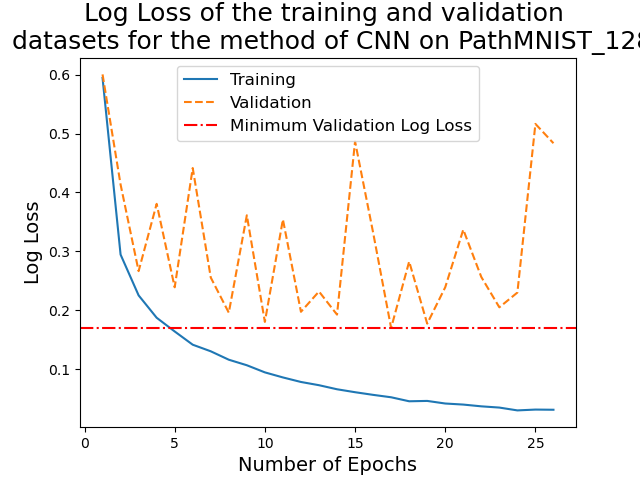 Log Loss of the training and validation
datasets for the method of CNN on PathMNIST_128
Training
Validation
Minimum Validation Log Loss
Log Loss
0.6
0.5
0.4
0.3
0.2
0.1
0
5
10
15
20
25
Number of Epochs